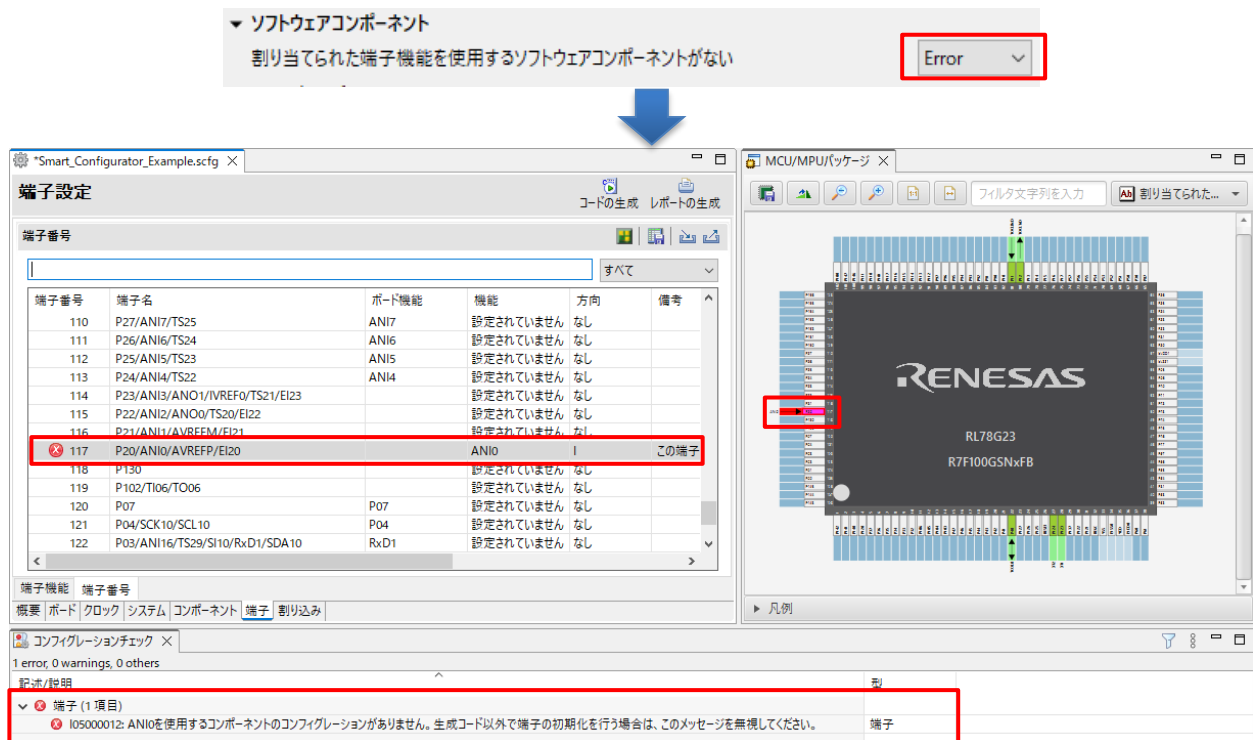 ソフトウェアコンポーネント
割り当てられた端子機能を使用するソフトウェアコンポーネントがない Error
*Smart_Configurator_Example.scfg
端子設定
コードの生成 レポートの生成
端子番号
すべて
端子番号 端子名 ボード機能 機能 方向 備考
110 P27/ANI7/TS25 ANI7 設定されていません なし
111 P26/ANI6/TS24 ANI6 設定されていません なし
112 P25/ANI5/TS23 ANI5 設定されていません なし
113 P24/ANI4/TS22 ANI4 設定されていません なし
114 P23/ANI3/ANO1/IVREF0/TS21/EI23 設定されていません なし
115 P22/ANI2/ANO0/TS20/EI22 設定されていません なし
116 P21/ANI1/AVREFM/EI21 設定されていません なし
117 P20/ANI0/AVREFP/EI20 ANI0 I この端子
118 P130 設定されていません なし
119 P102/TI06/TO06 設定されていません なし
120 P07 P07 設定されていません なし
121 P04/SCK10/SCL10 P04 設定されていません なし
122 P03/ANI16/TS29/SI10/RxD1/SDA10 RxD1 設定されていません なし
端子機能 端子番号
概要 ボード クロック システム コンポーネント 端子 割り込み
MCU/MPUパッケージ
フィルタ文字列を入力 Ab 割り当てられた...
RENESAS
RL78G23
R7F100GSNxFB
凡例
コンフィグレーションチェック
1 error, 0 warnings, 0 others
記述/説明 型
端子 (1 項目)
I05000012: ANI0を使用するコンポーネントのコンフィグレーションがありません。生成コード以外で端子の初期化を行う場合は、このメッセージを無視してください。 端子